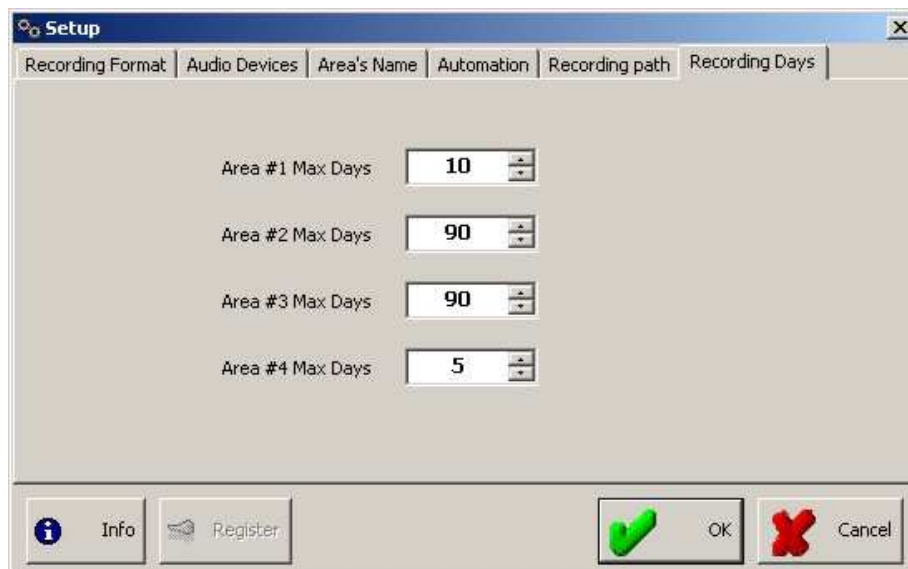 Setup
Recording Format Audio Devices Area's Name Automation Recording path Recording Days
Area #1 Max Days 10
Area #2 Max Days 90
Area #3 Max Days 90
Area #4 Max Days 5
Info Register OK Cancel